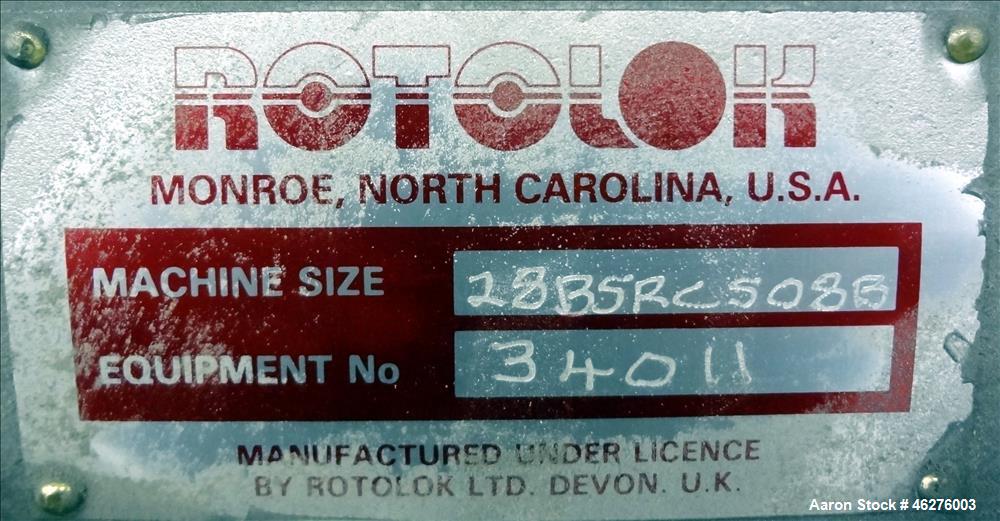 ROTOLOK
MONROE, NORTH CAROLINA, U.S.A.
MACHINE SIZE 28B5RC508B
EQUIPMENT No 34011
MANUFACTURED UNDER LICENCE
BY ROTOLOK LTD. DEVON. U.K.
Aaron Stock # 46276003